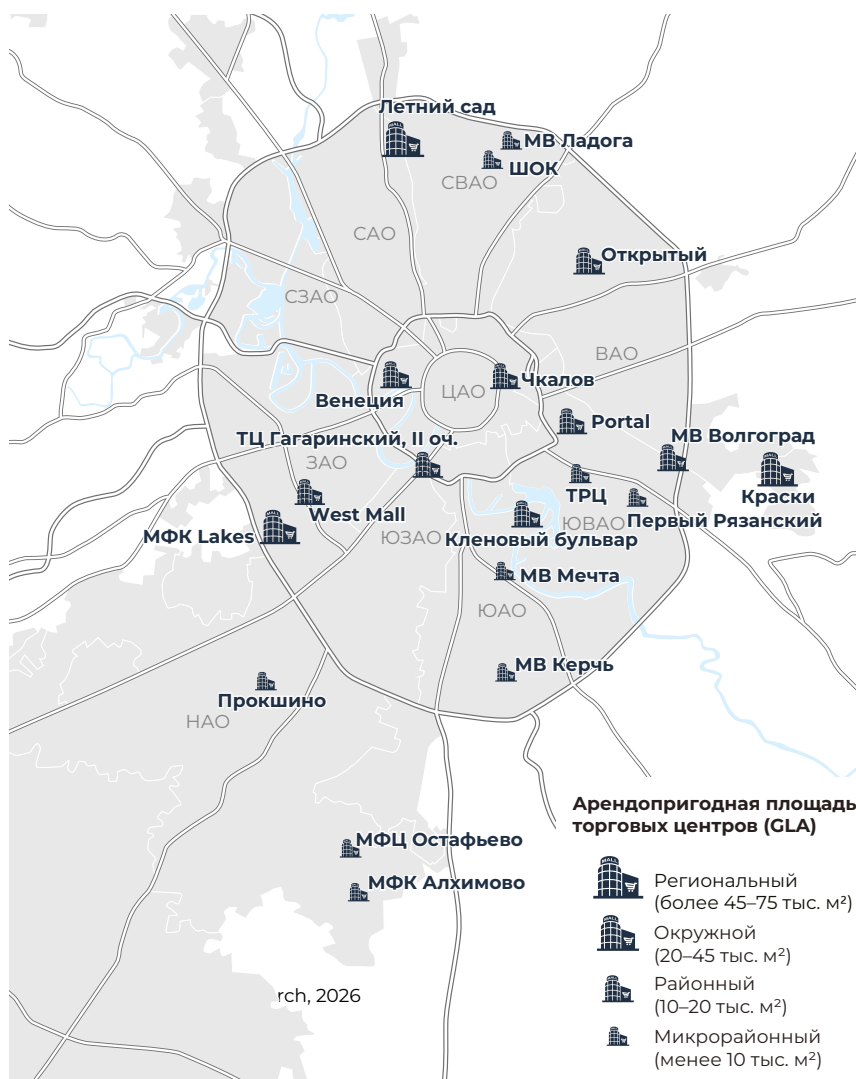 Летний сад
МВ Ладога
ШОК
СВАО
САО
Открытый
СЗАО
ВАО
Чкалов
ЦАО
Венеция
Portal
МВ Волгоград
ТЦ Гагаринский, II оч.
ЗАО
ТРЦ
Краски
West Mall
Первый Рязанский
ЮВАО
МФК Lakes
ЮЗАО
Кленовый бульвар
МВ Мечта
ЮАО
МВ Керчь
Прокшино
НАО
МФЦ Остафьево
МФК Алхимово
rch, 2026
Арендопригодная площадь
торговых центров (GLA)
MALL
Региональный
(более 45–75 тыс. м²)
Окружной
(20–45 тыс. м²)
Районный
(10–20 тыс. м²)
Микрорайонный
(менее 10 тыс. м²)